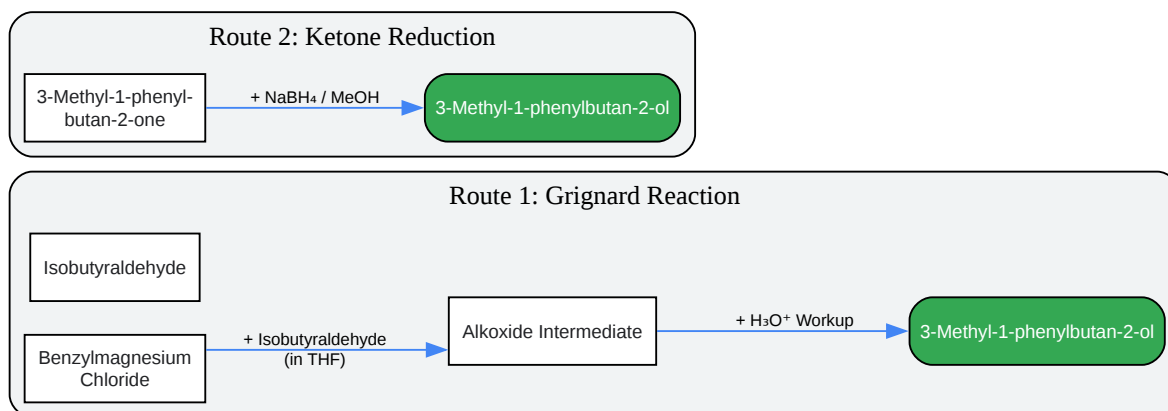 Route 2: Ketone Reduction
3-Methyl-1-phenyl-
butan-2-one
+ NaBH₄ / MeOH
3-Methyl-1-phenylbutan-2-ol
Route 1: Grignard Reaction
Isobutyraldehyde
Benzylmagnesium
Chloride
+ Isobutyraldehyde
(in THF)
Alkoxide Intermediate
+ H₃O⁺ Workup
3-Methyl-1-phenylbutan-2-ol